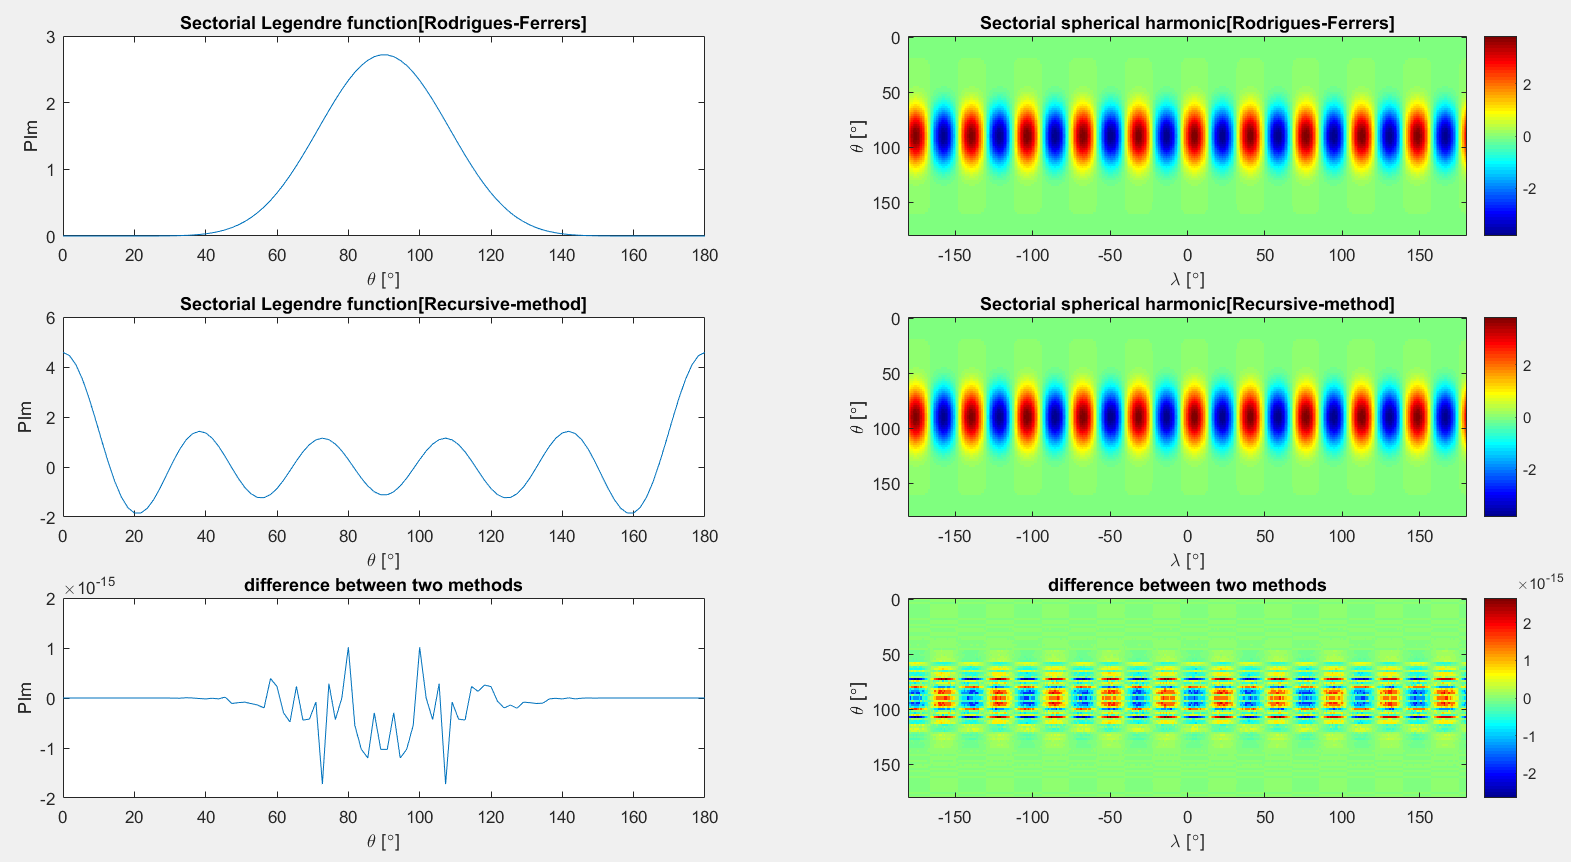 Sectorial Legendre function[Rodrigues-Ferrers]
3
2
1
0
Plm
0 20 40 60 80 100 120 140 160 180
θ [°]
Sectorial spherical harmonic[Rodrigues-Ferrers]
0
50
100
150
θ [°]
-150 -100 -50 0 50 100 150
λ [°]
2
0
-2
Sectorial Legendre function[Recursive-method]
6
4
2
0
-2
Plm
0 20 40 60 80 100 120 140 160 180
θ [°]
Sectorial spherical harmonic[Recursive-method]
0
50
100
150
θ [°]
-150 -100 -50 0 50 100 150
λ [°]
2
0
-2
×10-15
difference between two methods
2
1
0
-1
-2
Plm
0 20 40 60 80 100 120 140 160 180
θ [°]
difference between two methods
0
50
100
150
θ [°]
-150 -100 -50 0 50 100 150
λ [°]
×10-15
2
1
0
-1
-2